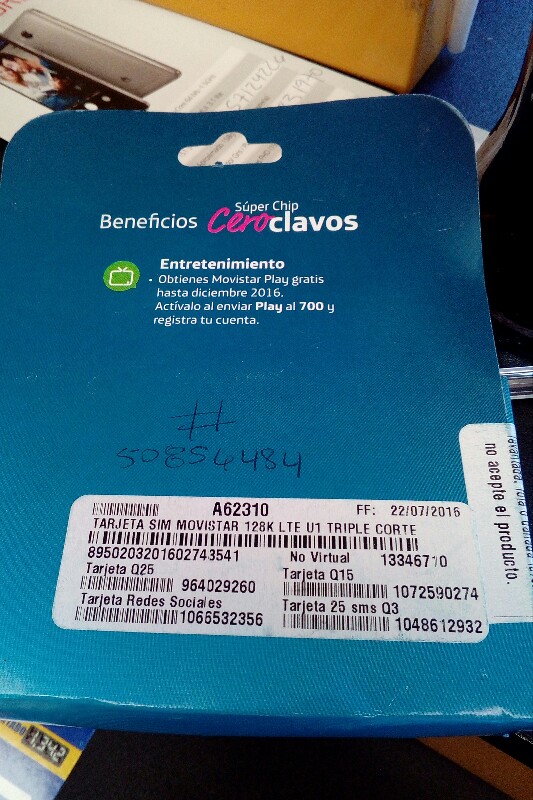 Súper Chip
Beneficios Ceroclavos
Entretenimiento
· Obtienes Movistar Play gratis
hasta diciembre 2016.
Actívalo al enviar Play al 700 y
registra tu cuenta.
#
50854484
A62310 FF: 22/07/2016
TARJETA SIM MOVISTAR 128K LTE U1 TRIPLE CORTE
8950203201602743541 No Virtual 13346710
Tarjeta Q25 Tarjeta Q15
964029260 1072590274
Tarjeta Redes Sociales Tarjeta 25 sms Q3
1066532356 1048612932
no acepte el producto.